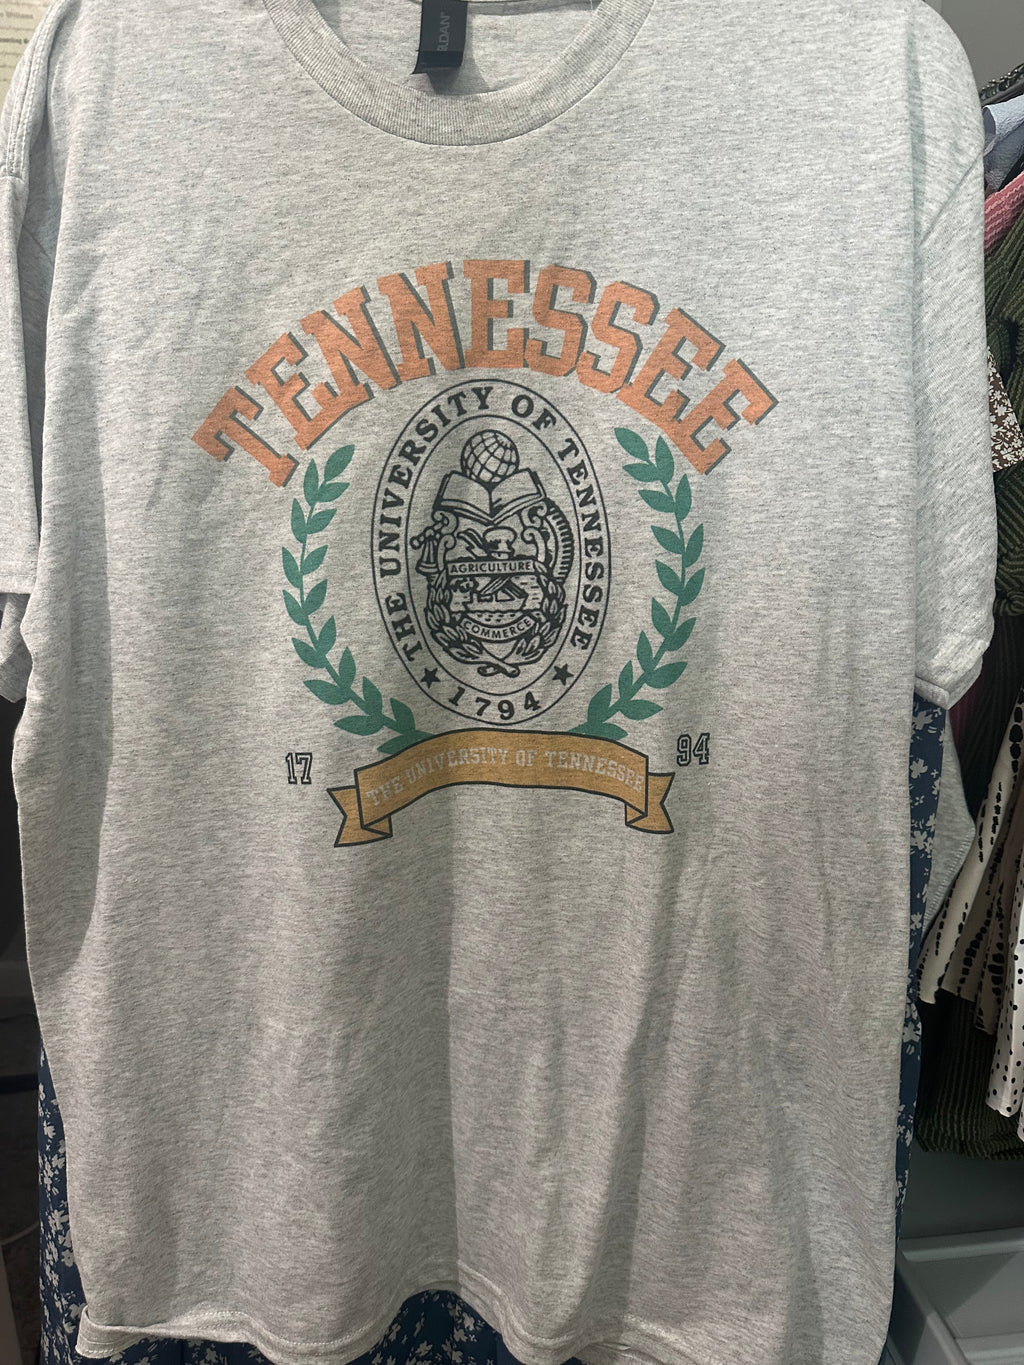 TENNESSEE
THE UNIVERSITY OF TENNESSEE
AGRICULTURE
COMMERCE
★ 1794 ★
17 94
THE UNIVERSITY OF TENNESSEE